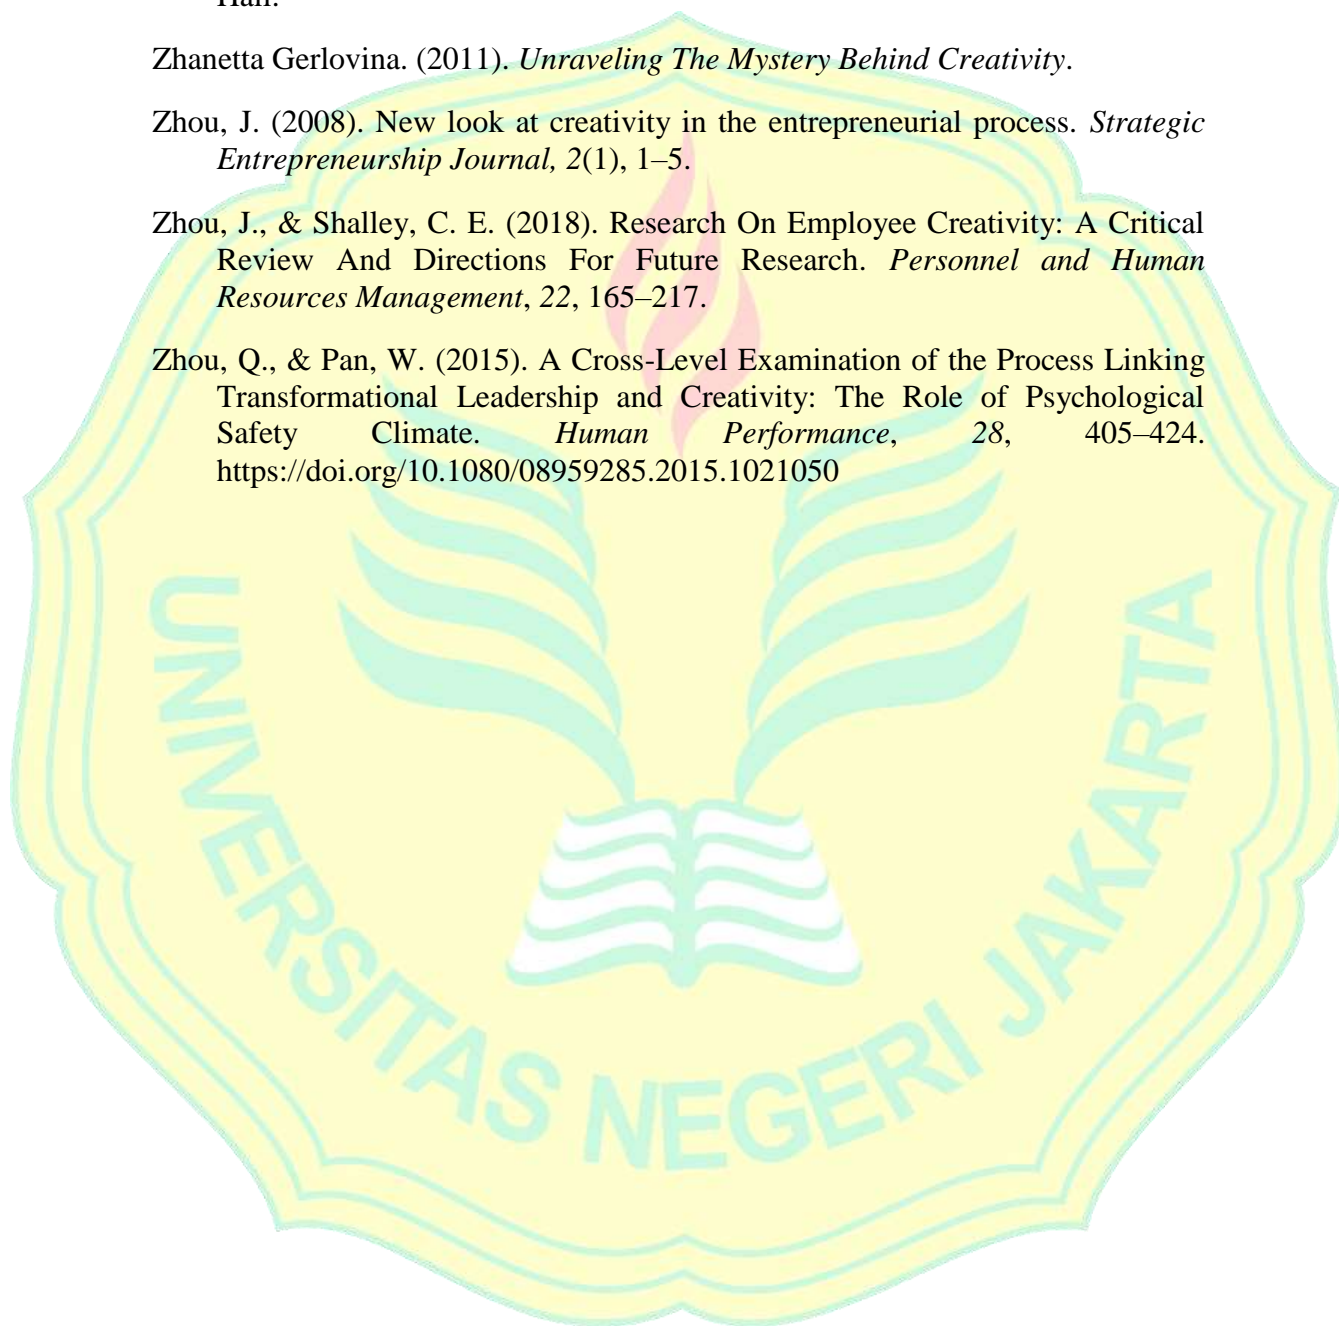 Hall.
Zhanetta Gerlovina. (2011). Unraveling The Mystery Behind Creativity.
Zhou, J. (2008). New look at creativity in the entrepreneurial process. Strategic
Entrepreneurship Journal, 2(1), 1–5.
Zhou, J., & Shalley, C. E. (2018). Research On Employee Creativity: A Critical
Review And Directions For Future Research. Personnel and Human
Resources Management, 22, 165–217.
Zhou, Q., & Pan, W. (2015). A Cross-Level Examination of the Process Linking
Transformational Leadership and Creativity: The Role of Psychological
Safety Climate. Human Performance, 28, 405–424.
https://doi.org/10.1080/08959285.2015.1021050
UNIVERSITAS NEGERI JAKARTA